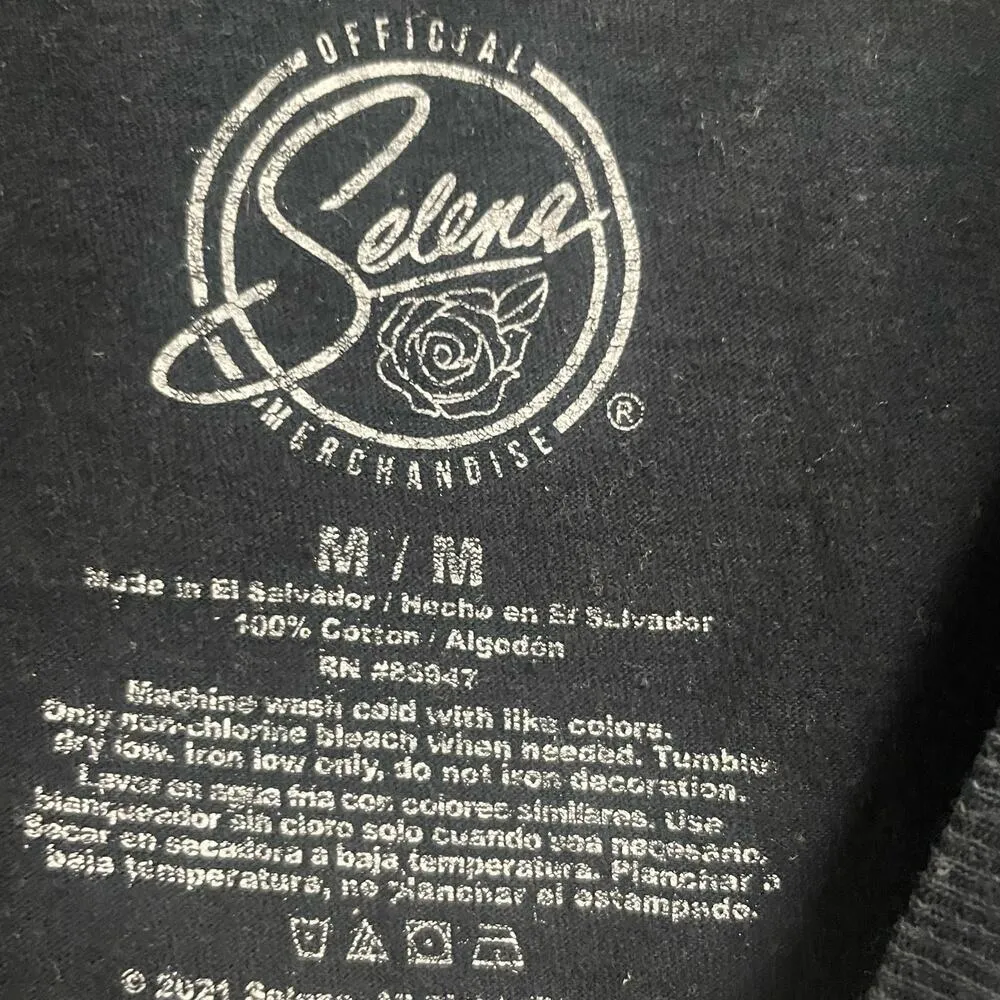 OFFICIAL
Selena
MERCHANDISE
®
M / M
Made in El Salvador / Hecho en El Salvador
100% Cotton / Algodón
Machine wash cold with like colors.
Only non-chlorine bleach when needed. Tumble
dry low. Iron low only, do not iron decoration.
Lavar en agua fria con colores similares. Use
blanqueador sin cloro solo cuando sea necesario.
Secar en secadora a baja temperatura. Planchar a
baja temperatura, no planchar el estampado.
© 2021 Selena.